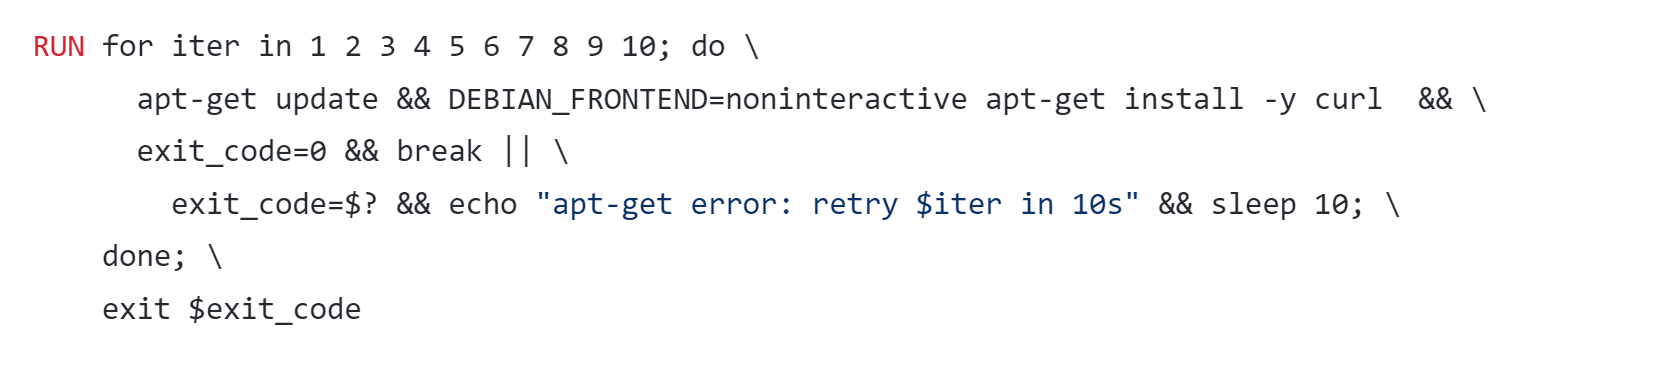 RUN for iter in 1 2 3 4 5 6 7 8 9 10; do \
apt-get update && DEBIAN_FRONTEND=noninteractive apt-get install -y curl  && \
exit_code=0 && break || \
exit_code=$? && echo "apt-get error: retry $iter in 10s" && sleep 10; \
done; \
exit $exit_code